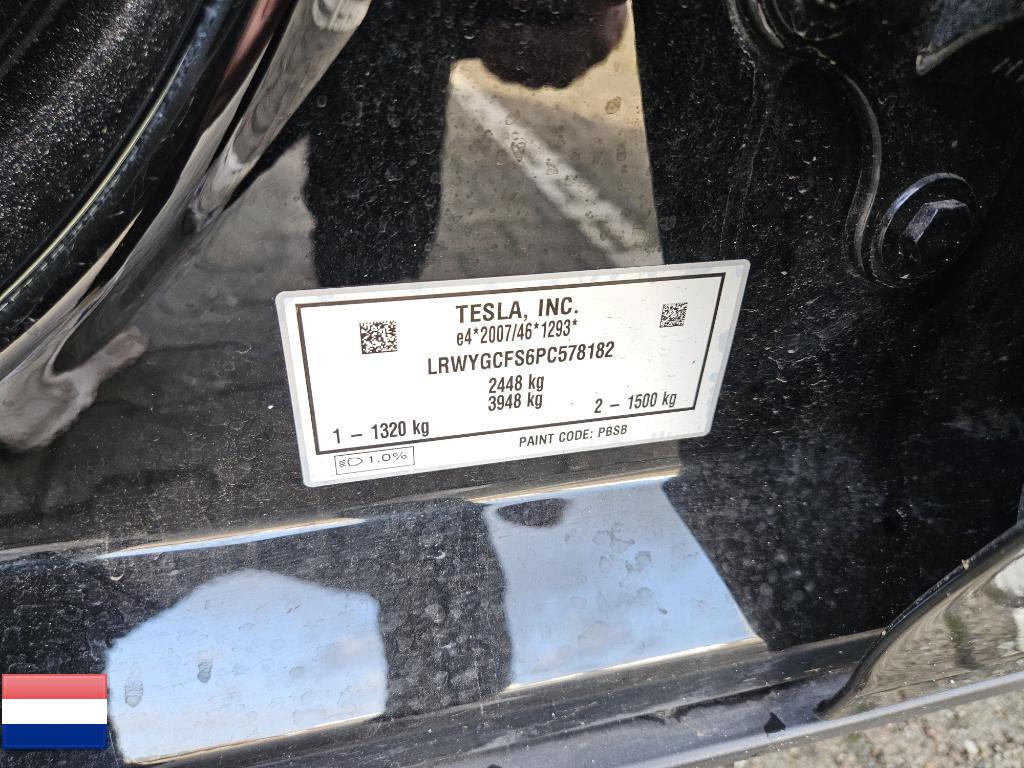 TESLA, INC.
e4*2007/46*1293*
LRWYGCFS6PC578182
2448 kg
3948 kg
1 – 1320 kg
2 – 1500 kg
PAINT CODE: PBSB
1,0%